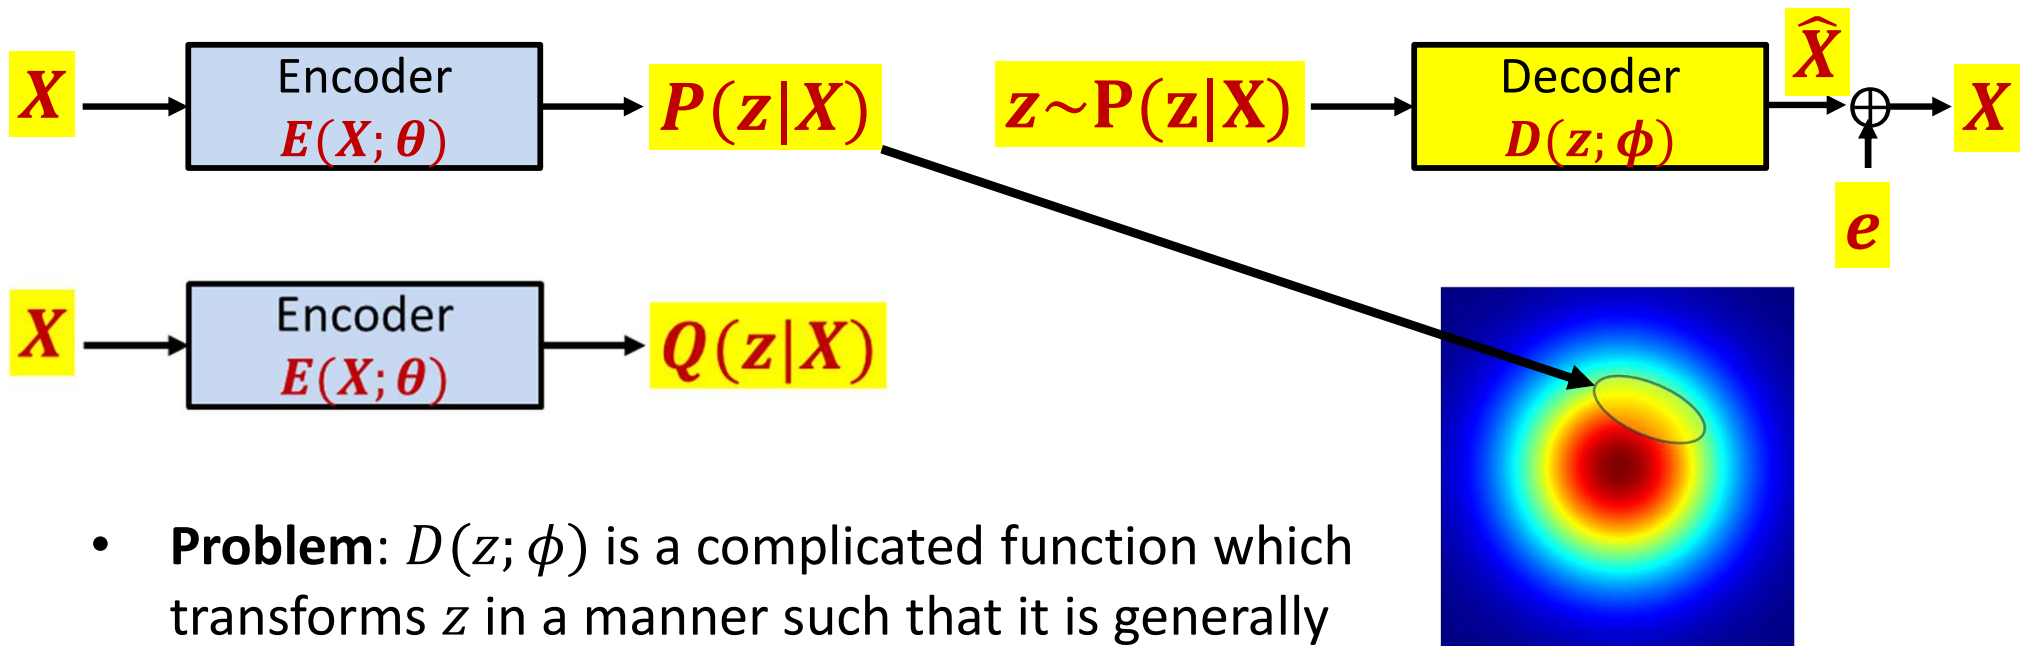 X
Encoder
E(X; θ)
P(z|X)
z~P(z|X)
Decoder
D(z; ϕ)
X̂
X
e
X
Encoder
E(X; θ)
Q(z|X)
• Problem: D(z; ϕ) is a complicated function which
transforms z in a manner such that it is generally